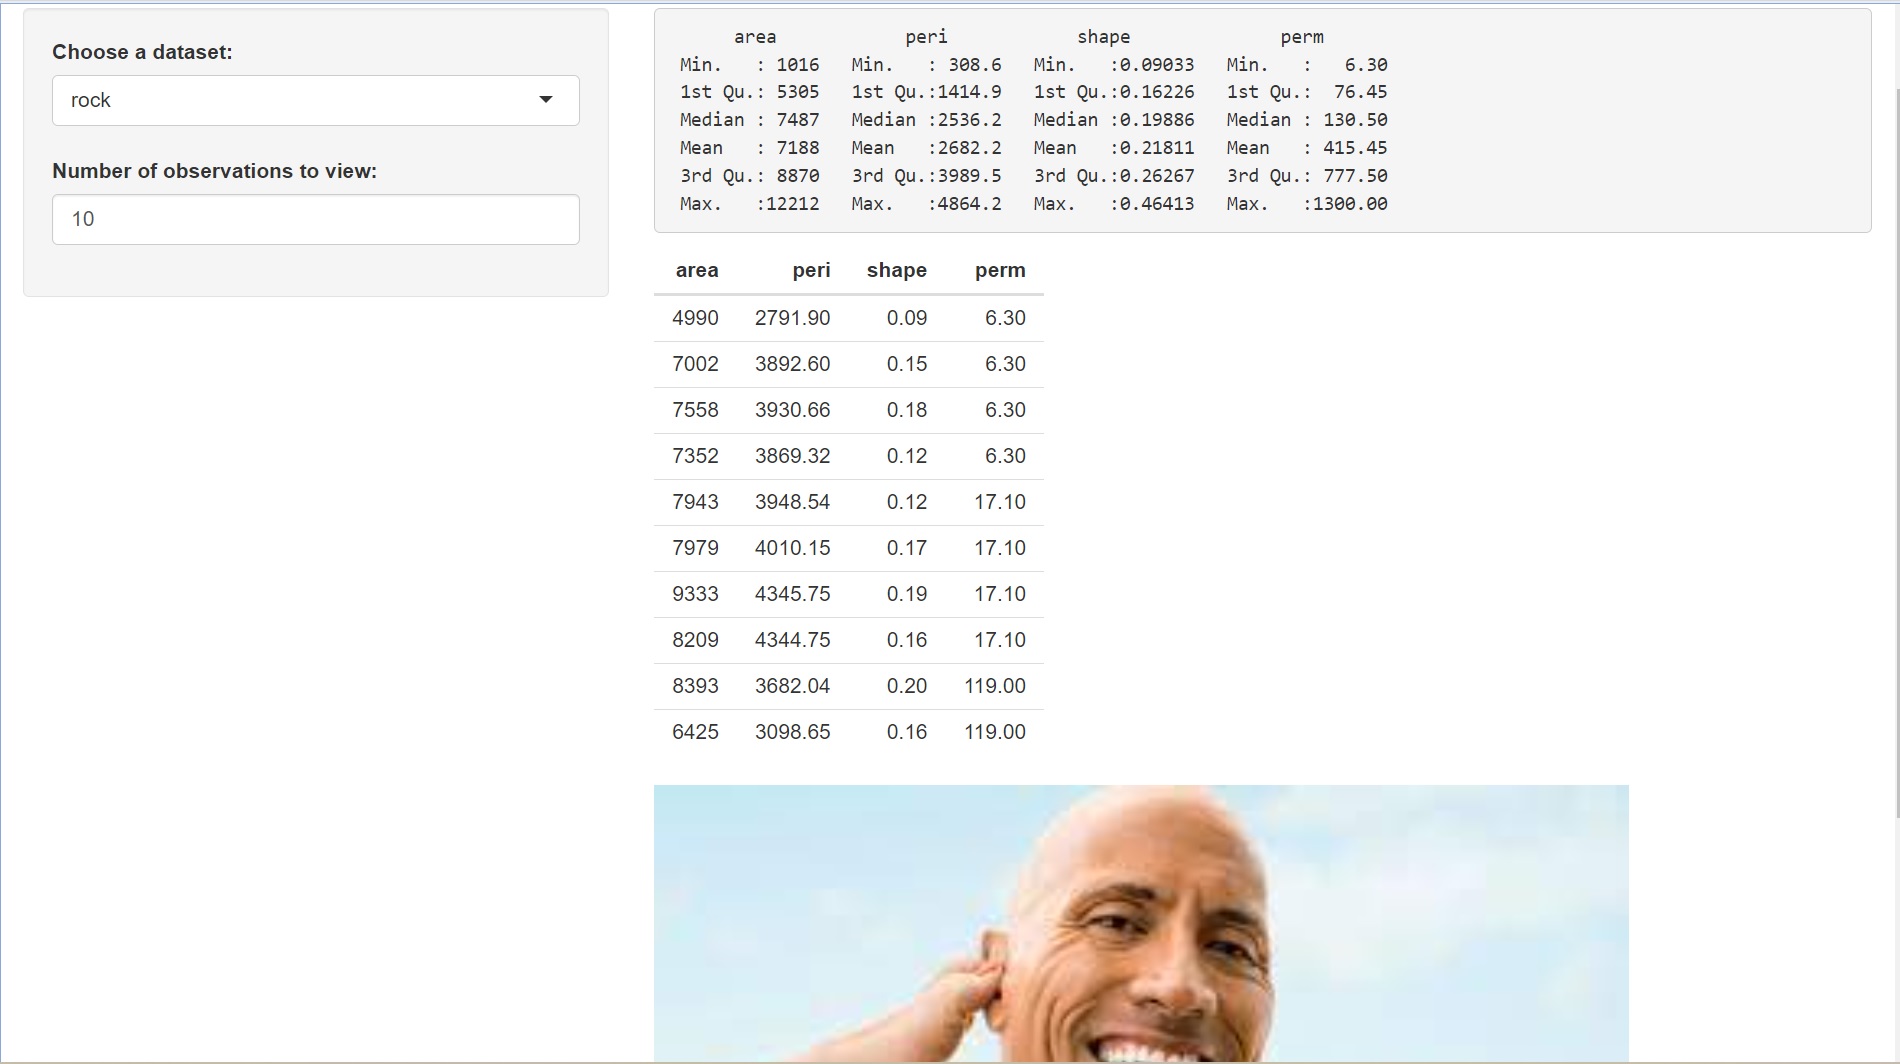 Choose a dataset:
rock
Number of observations to view:
10
area peri shape perm
Min. : 1016 Min. : 308.6 Min. :0.09033 Min. : 6.30
1st Qu.: 5305 1st Qu.:1414.9 1st Qu.:0.16226 1st Qu.: 76.45
Median : 7487 Median :2536.2 Median :0.19886 Median : 130.50
Mean : 7188 Mean :2682.2 Mean :0.21811 Mean : 415.45
3rd Qu.: 8870 3rd Qu.:3989.5 3rd Qu.:0.26267 3rd Qu.: 777.50
Max. :12212 Max. :4864.2 Max. :0.46413 Max. :1300.00
area peri shape perm
4990 2791.90 0.09 6.30
7002 3892.60 0.15 6.30
7558 3930.66 0.18 6.30
7352 3869.32 0.12 6.30
7943 3948.54 0.12 17.10
7979 4010.15 0.17 17.10
9333 4345.75 0.19 17.10
8209 4344.75 0.16 17.10
8393 3682.04 0.20 119.00
6425 3098.65 0.16 119.00